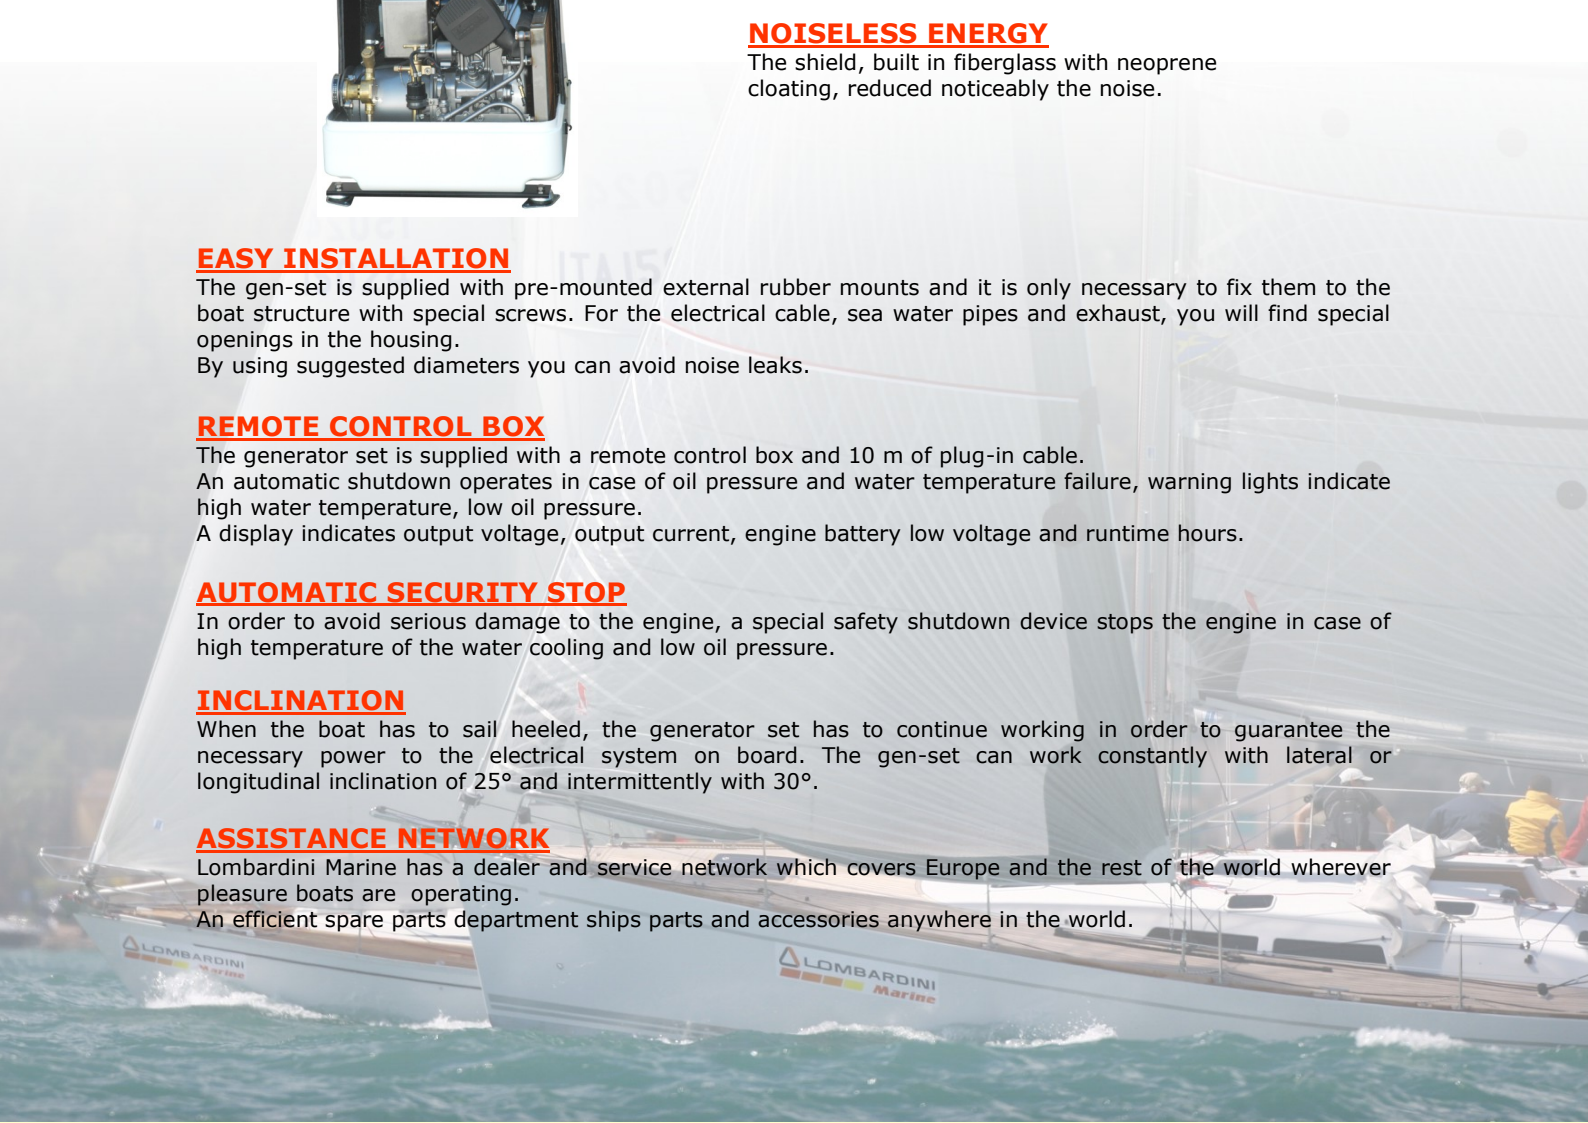 NOISELESS ENERGY
The shield, built in fiberglass with neoprene
cloating, reduced noticeably the noise.
EASY INSTALLATION
The gen-set is supplied with pre-mounted external rubber mounts and it is only necessary to fix them to the
boat structure with special screws. For the electrical cable, sea water pipes and exhaust, you will find special
openings in the housing.
By using suggested diameters you can avoid noise leaks.
REMOTE CONTROL BOX
The generator set is supplied with a remote control box and 10 m of plug-in cable.
An automatic shutdown operates in case of oil pressure and water temperature failure, warning lights indicate
high water temperature, low oil pressure.
A display indicates output voltage, output current, engine battery low voltage and runtime hours.
AUTOMATIC SECURITY STOP
In order to avoid serious damage to the engine, a special safety shutdown device stops the engine in case of
high temperature of the water cooling and low oil pressure.
INCLINATION
When the boat has to sail heeled, the generator set has to continue working in order to guarantee the
necessary power to the electrical system on board. The gen-set can work constantly with lateral or
longitudinal inclination of 25° and intermittently with 30°.
ASSISTANCE NETWORK
Lombardini Marine has a dealer and service network which covers Europe and the rest of the world wherever
pleasure boats are operating.
An efficient spare parts department ships parts and accessories anywhere in the world.
LOMBARDINI
Marine
LOMBARDINI
Marine